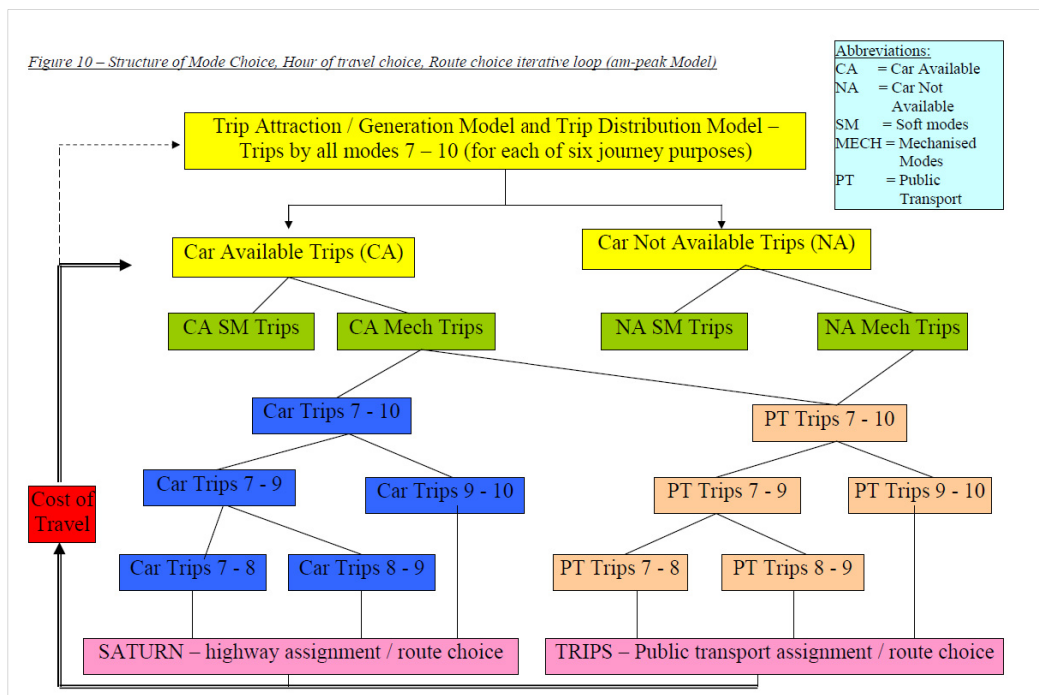 Figure 10 – Structure of Mode Choice, Hour of travel choice, Route choice iterative loop (am-peak Model)
Abbreviations:
CA = Car Available
NA = Car Not
Available
SM = Soft modes
MECH = Mechanised
Modes
PT = Public
Transport
Trip Attraction / Generation Model and Trip Distribution Model –
Trips by all modes 7 – 10 (for each of six journey purposes)
Car Available Trips (CA)
Car Not Available Trips (NA)
CA SM Trips
CA Mech Trips
NA SM Trips
NA Mech Trips
Car Trips 7 - 10
PT Trips 7 - 10
Car Trips 7 - 9
Car Trips 9 - 10
PT Trips 7 - 9
PT Trips 9 - 10
Cost of
Travel
Car Trips 7 - 8
Car Trips 8 - 9
PT Trips 7 - 8
PT Trips 8 - 9
SATURN – highway assignment / route choice
TRIPS – Public transport assignment / route choice